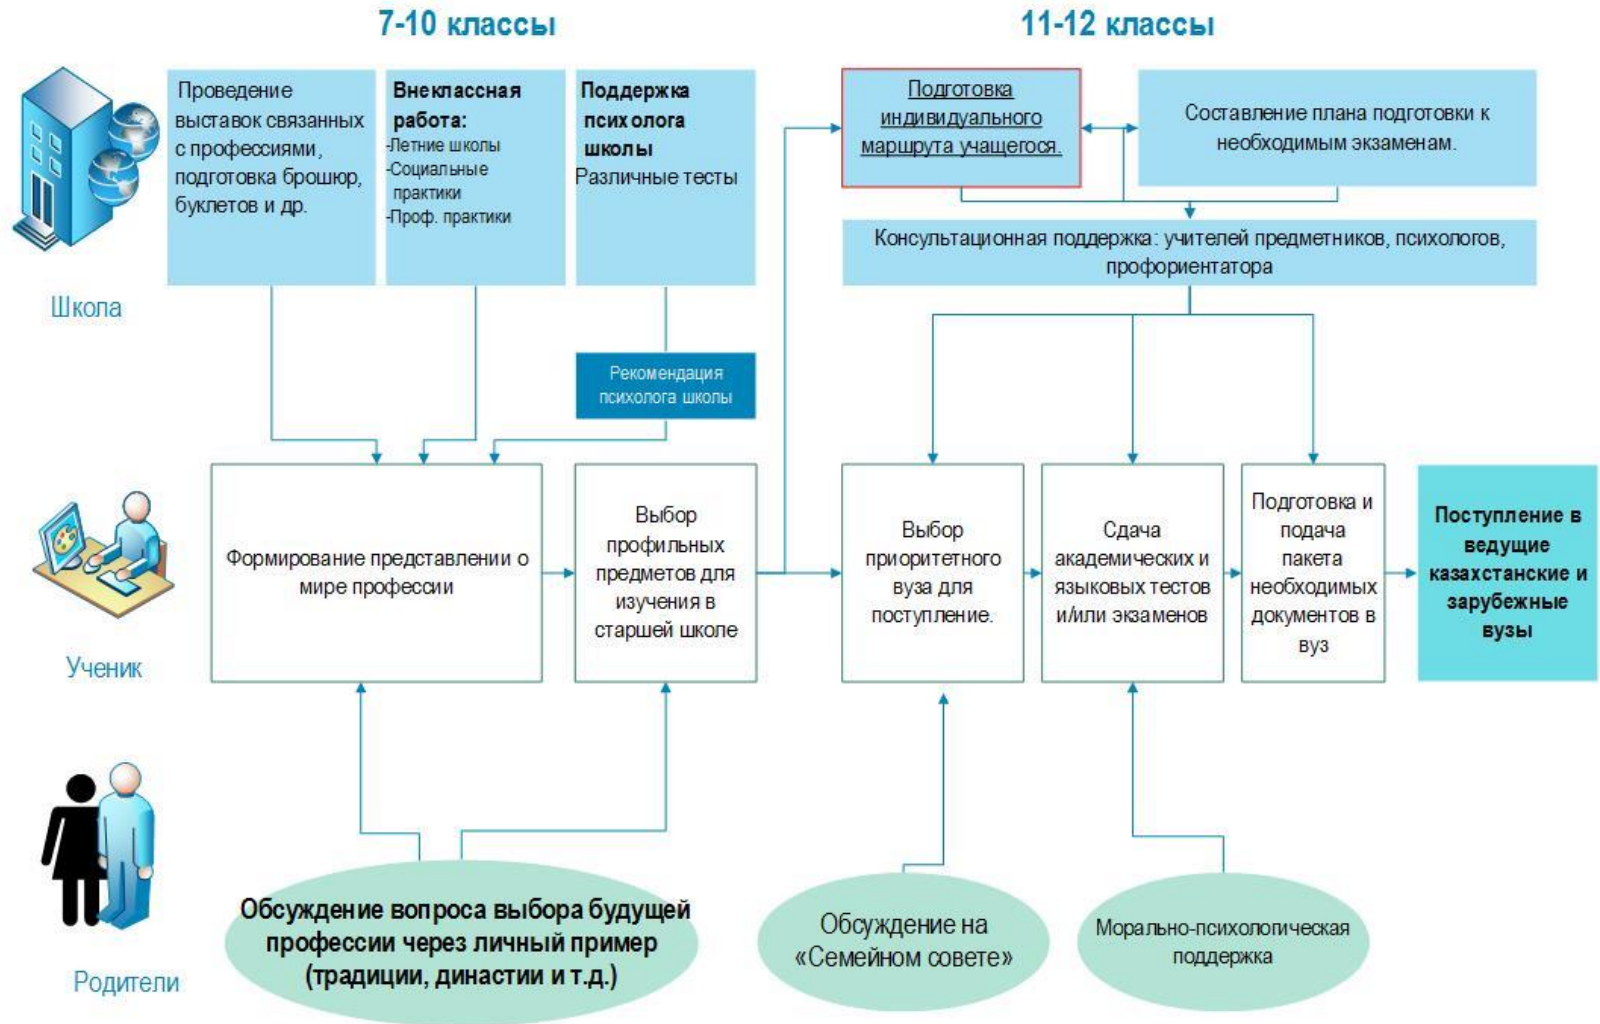 7-10 классы
11-12 классы
Проведение
выставок связанных
с профессиями,
подготовка брошюр,
буклетов и др.
Внеклассная
работа:
-Летние школы
-Социальные
практики
-Проф. практики
Поддержка
психолога
школы
Различные тесты
Подготовка
индивидуального
маршрута учащегося.
Составление плана подготовки к
необходимым экзаменам.
Консультационная поддержка: учителей предметников, психологов,
профориентатора
Школа
Рекомендация
психолога школы
Формирование представлении о
мире профессии
Выбор
профильных
предметов для
изучения в
старшей школе
Выбор
приоритетного
вуза для
поступление.
Сдача
академических и
языковых тестов
и/или экзаменов
Подготовка и
подача
пакета
необходимых
документов в
вуз
Поступление в
ведущие
казахстанские и
зарубежные
вузы
Ученик
Обсуждение вопроса выбора будущей
профессии через личный пример
(традиции, династии и т.д.)
Обсуждение на
«Семейном совете»
Морально-психологическая
поддержка
Родители